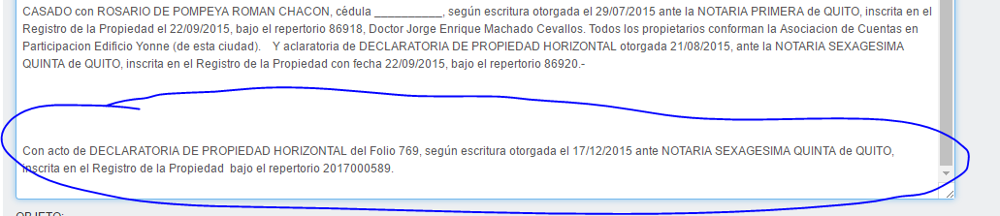 CASADO con ROSARIO DE POMPEYA ROMAN CHACON, cédula ___________, según escritura otorgada el 29/07/2015 ante la NOTARIA PRIMERA de QUITO, inscrita en el
Registro de la Propiedad el 22/09/2015, bajo el repertorio 86918, Doctor Jorge Enrique Machado Cevallos. Todos los propietarios conforman la Asociacion de Cuentas en
Participacion Edificio Yonne (de esta ciudad).    Y aclaratoria de DECLARATORIA DE PROPIEDAD HORIZONTAL otorgada 21/08/2015, ante la NOTARIA SEXAGESIMA
QUINTA de QUITO, inscrita en el Registro de la Propiedad con fecha 22/09/2015, bajo el repertorio 86920.-
Con acto de DECLARATORIA DE PROPIEDAD HORIZONTAL del Folio 769, según escritura otorgada el 17/12/2015 ante NOTARIA SEXAGESIMA QUINTA de QUITO,
inscrita en el Registro de la Propiedad  bajo el repertorio 2017000589.
OBJETO: